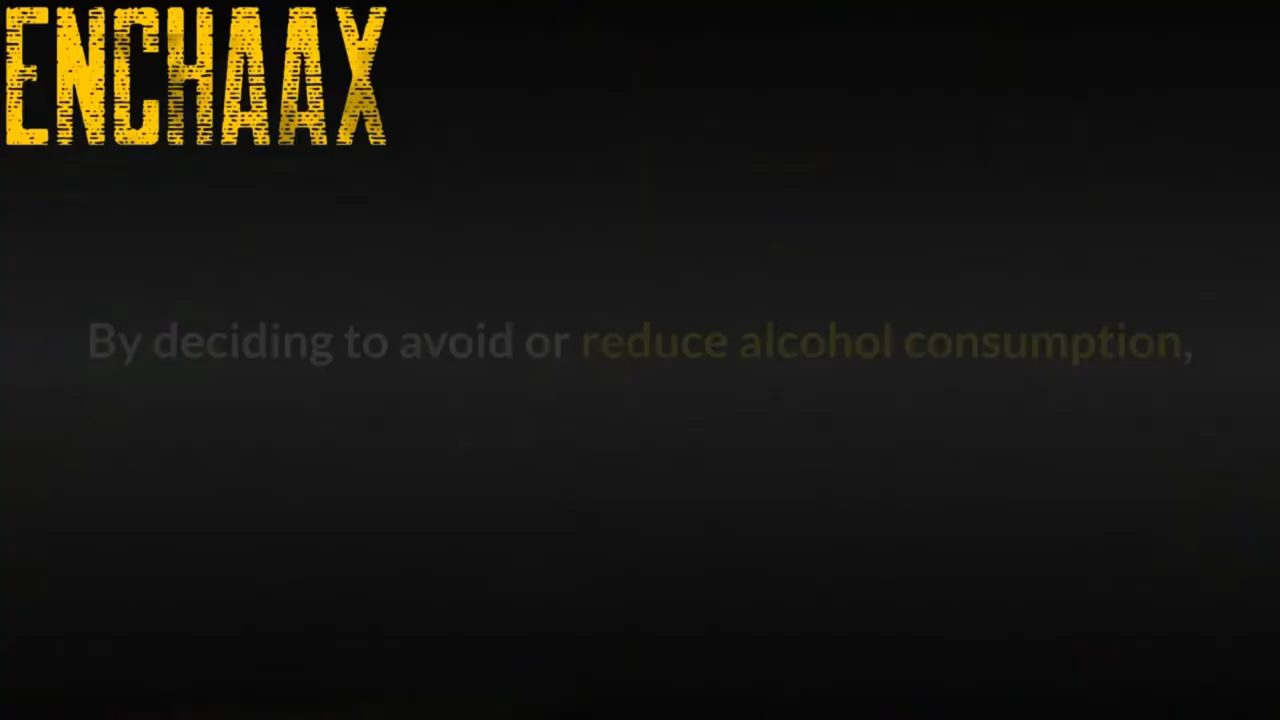 ENCHAAX
By deciding to avoid or reduce alcohol consumption,